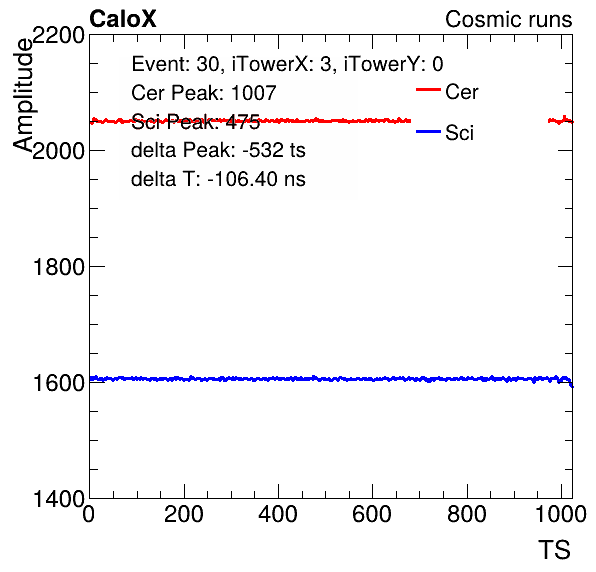 CaloX Cosmic runs
Amplitude
2200
2000
1800
1600
1400
Event: 30, iTowerX: 3, iTowerY: 0
Cer Peak: 1007
Sci Peak: 475
delta Peak: -532 ts
delta T: -106.40 ns
Cer
Sci
0 200 400 600 800 1000
TS